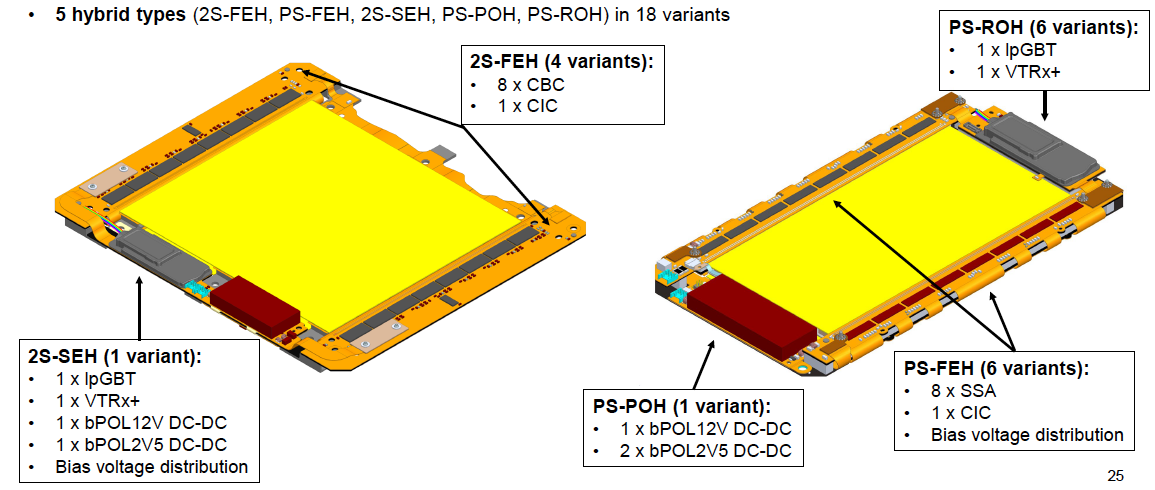 • 5 hybrid types (2S-FEH, PS-FEH, 2S-SEH, PS-POH, PS-ROH) in 18 variants
PS-ROH (6 variants):
• 1 x lpGBT
• 1 x VTRx+
2S-FEH (4 variants):
• 8 x CBC
• 1 x CIC
2S-SEH (1 variant):
• 1 x lpGBT
• 1 x VTRx+
• 1 x bPOL12V DC-DC
• 1 x bPOL2V5 DC-DC
• Bias voltage distribution
PS-POH (1 variant):
• 1 x bPOL12V DC-DC
• 2 x bPOL2V5 DC-DC
PS-FEH (6 variants):
• 8 x SSA
• 1 x CIC
• Bias voltage distribution
25